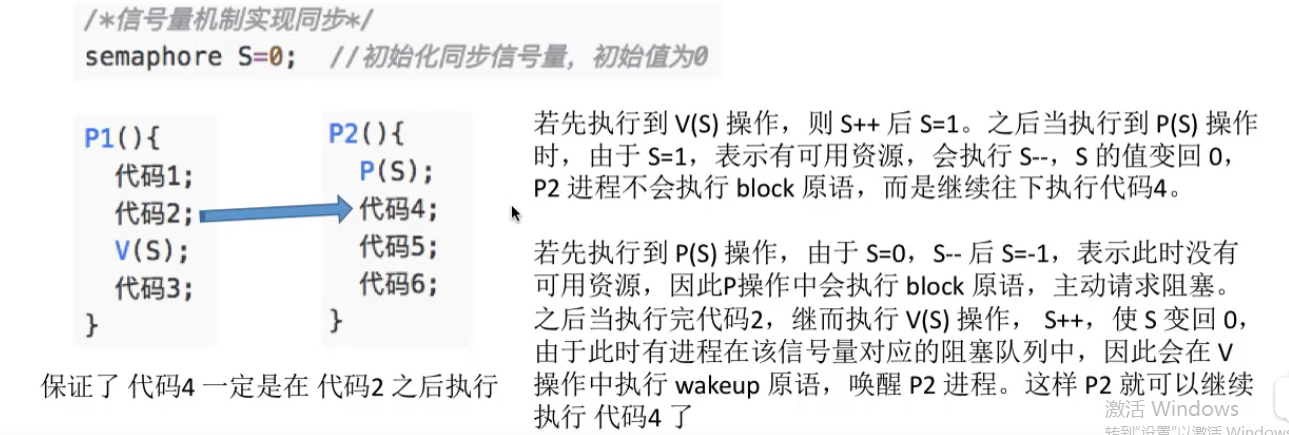 /*信号量机制实现同步*/
semaphore S=0;  //初始化同步信号量，初始值为0
P1(){
代码1;
代码2;
V(S);
代码3;
}
P2(){
P(S);
代码4;
代码5;
代码6;
}
保证了 代码4 一定是在 代码2 之后执行
若先执行到 V(S) 操作，则 S++ 后 S=1。之后当执行到 P(S) 操作
时，由于 S=1，表示有可用资源，会执行 S--，S 的值变回 0，
P2 进程不会执行 block 原语，而是继续往下执行代码4。
若先执行到 P(S) 操作，由于 S=0，S-- 后 S=-1，表示此时没有
可用资源，因此P操作中会执行 block 原语，主动请求阻塞。
之后当执行完代码2，继而执行 V(S) 操作， S++，使 S 变回 0，
由于此时有进程在该信号量对应的阻塞队列中，因此会在 V
操作中执行 wakeup 原语，唤醒 P2 进程。这样 P2 就可以继续
执行 代码4 了
激活 Windows
转到"设置"以激活 Windows